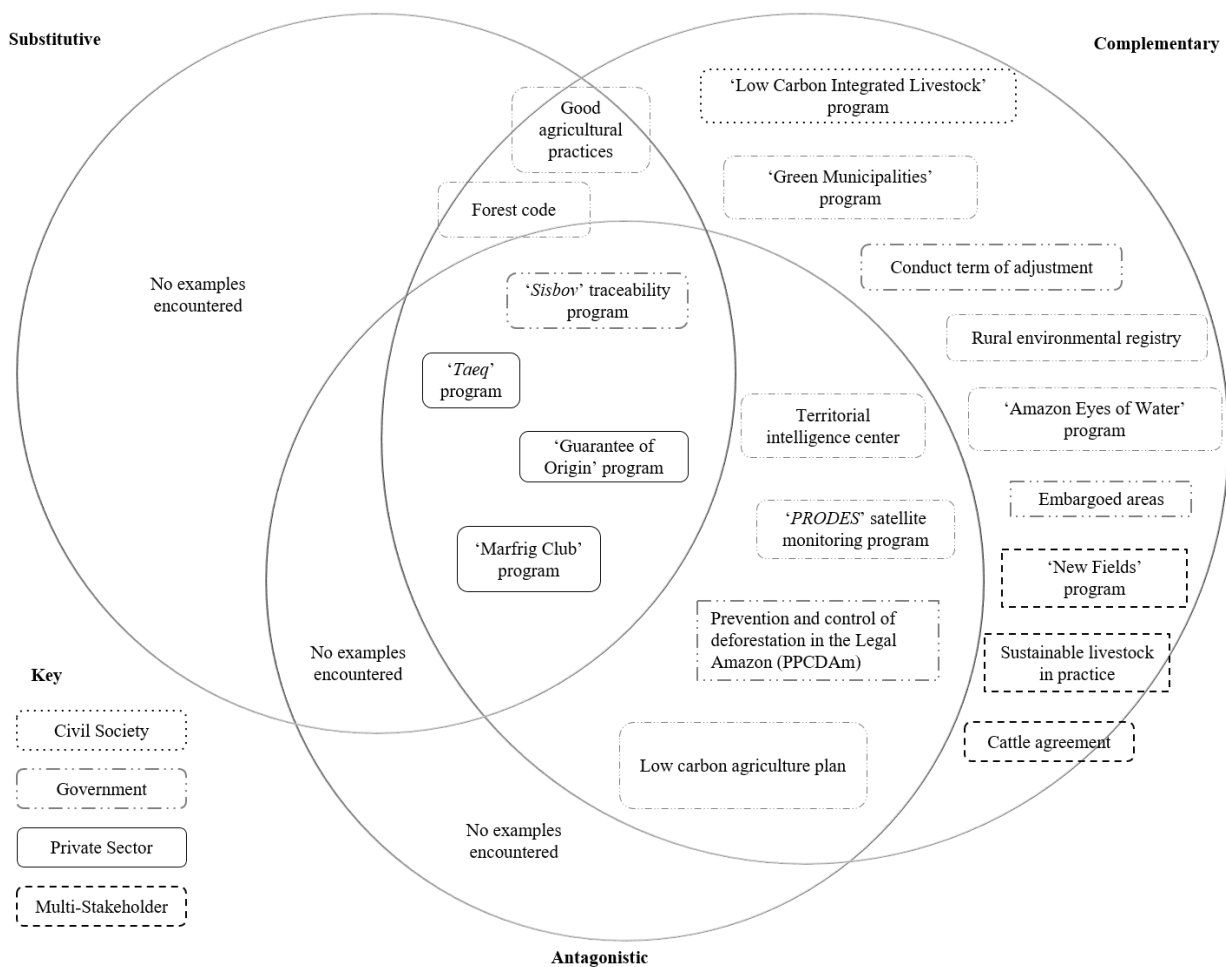 Substitutive
Complementary
‘Low Carbon Integrated Livestock’
program
Good
agricultural
practices
‘Green Municipalities’
program
Forest code
Conduct term of adjustment
No examples
encountered
‘Sisbov’ traceability
program
Rural environmental registry
‘Taeq’
program
Territorial
intelligence center
‘Amazon Eyes of Water’
program
‘Guarantee of
Origin’ program
Embargoed areas
‘PRODES’ satellite
monitoring program
‘Marfrig Club’
program
‘New Fields’
program
Prevention and control of
deforestation in the Legal
Amazon (PPCDAm)
No examples
encountered
Sustainable livestock
in practice
Cattle agreement
Low carbon agriculture plan
No examples
encountered
Key
Civil Society
Government
Private Sector
Multi-Stakeholder
Antagonistic